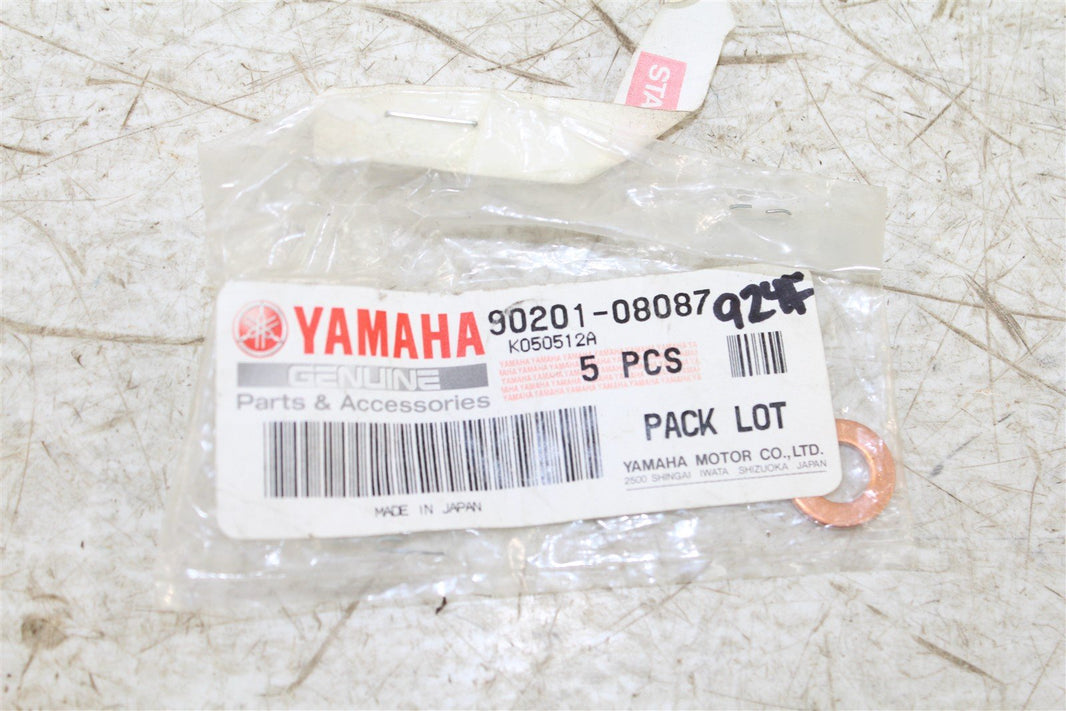 STA
YAMAHA 90201-08087 924F
K050512A
GENUINE
5 PCS
Parts & Accessories
PACK LOT
YAMAHA MOTOR CO.,LTD.
2500 SHINGAI IWATA SHIZUOKA JAPAN
MADE IN JAPAN